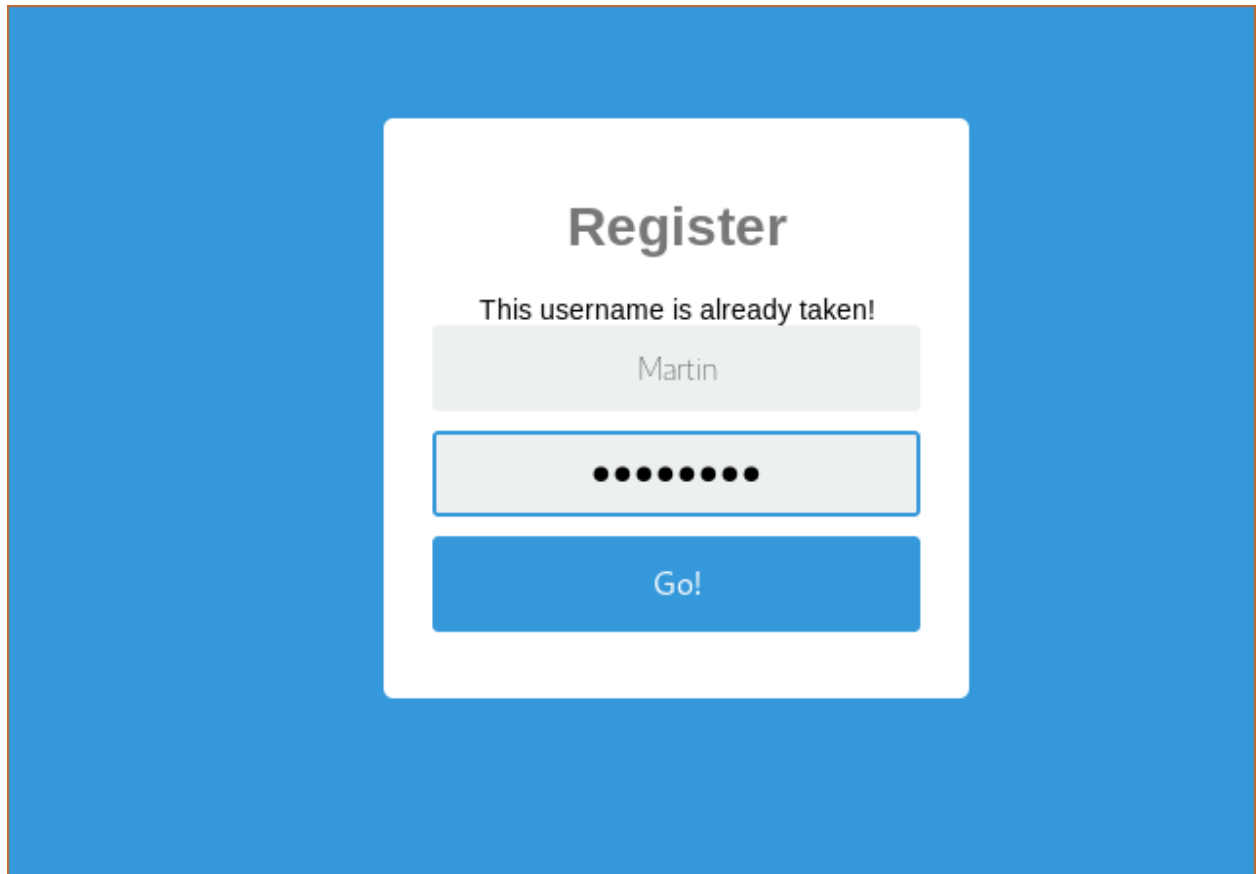 Register
This username is already taken!
Martin
••••••••
Go!